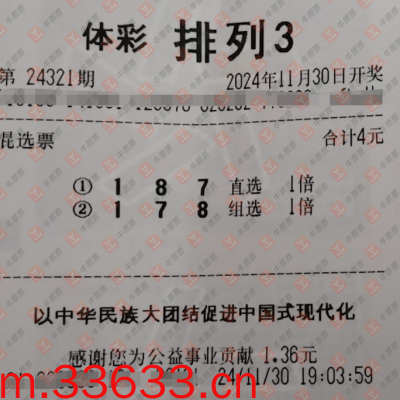 体彩 排列3
第 24321期 2024年11月30日开奖
混选票 合计4元
① 1 8 7 直选 1倍
② 1 7 8 组选 1倍
以中华民族大团结促进中国式现代化
感谢您为公益事业贡献 1.36元
24/11/30 19:03:59
m.33633.cn